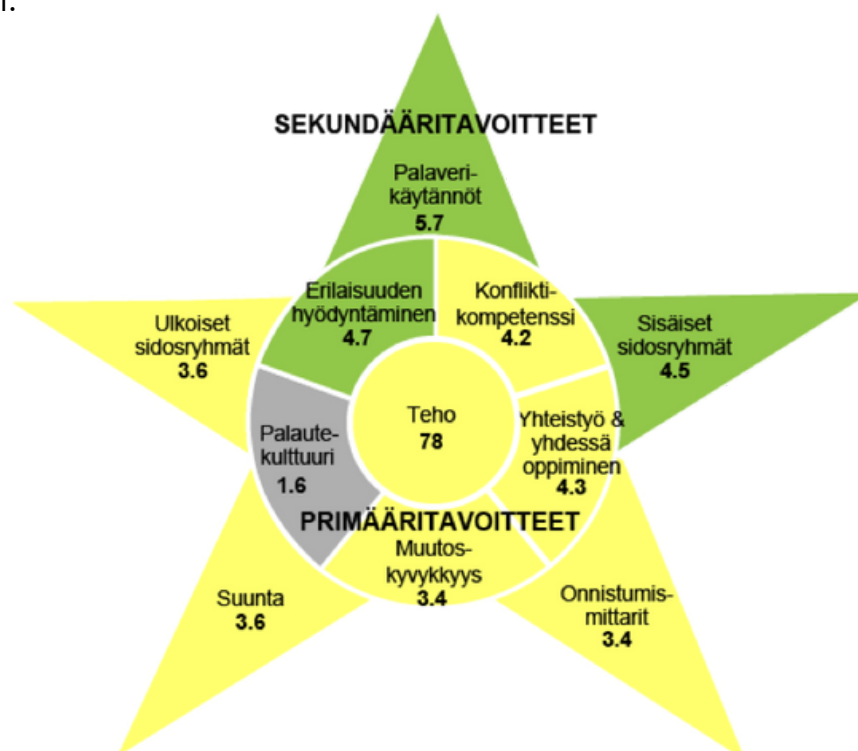 SEKUNDÄÄRITAVOITTEET
Palaveri-
käytännöt
5.7
Erilaisuuden
hyödyntäminen
4.7
Konflikti-
kompetenssi
4.2
Ulkoiset
sidosryhmät
3.6
Sisäiset
sidosryhmät
4.5
Teho
78
Palaute-
kulttuuri
1.6
Yhteistyö &
yhdessä
oppiminen
4.3
PRIMÄÄRITAVOITTEET
Muutos-
kyvykkyys
3.4
Suunta
3.6
Onnistumis-
mittarit
3.4